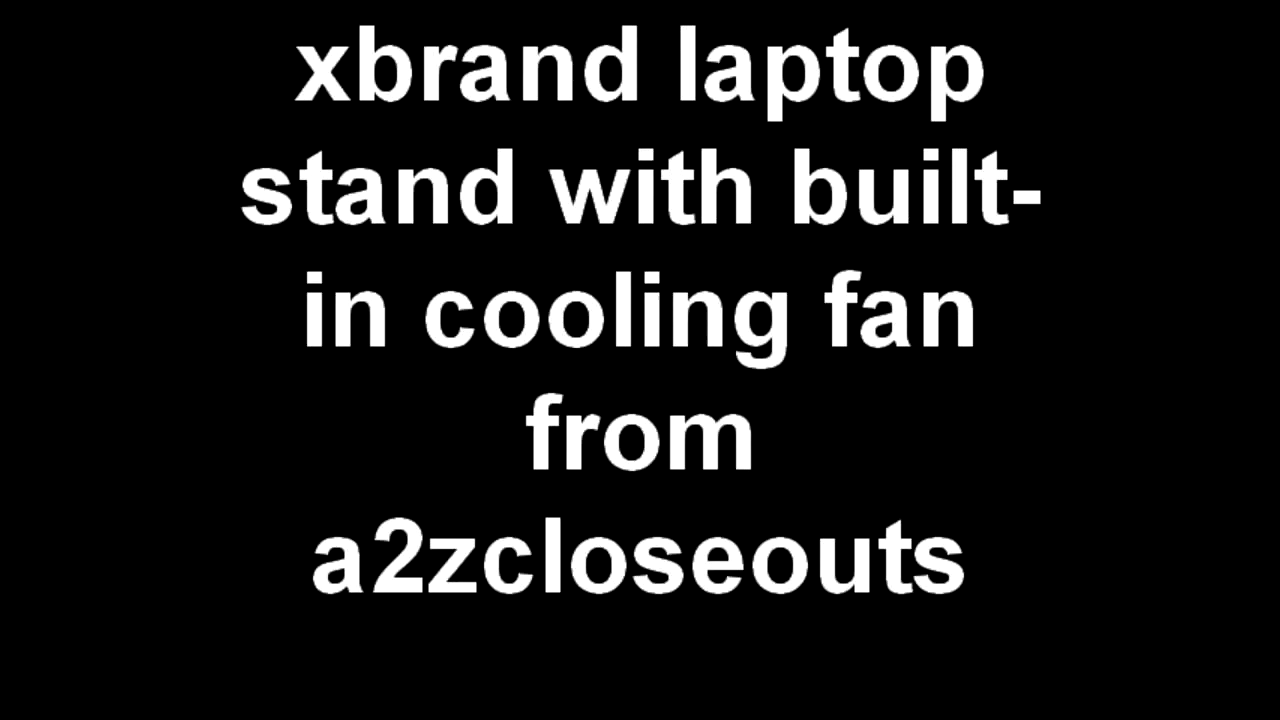 xbrand laptop
stand with built-
in cooling fan
from
a2zcloseouts